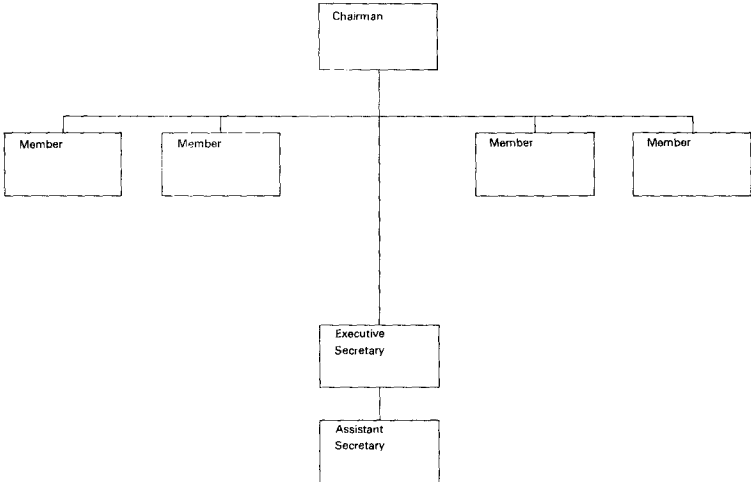 Chairman
Member
Member
Member
Member
Executive
Secretary
Assistant
Secretary